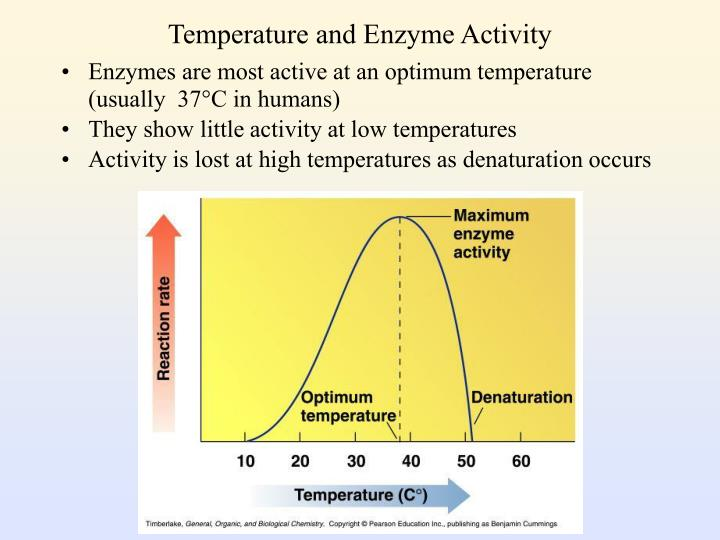 Temperature and Enzyme Activity
• Enzymes are most active at an optimum temperature
(usually  37°C in humans)
• They show little activity at low temperatures
• Activity is lost at high temperatures as denaturation occurs
Maximum
enzyme
activity
Reaction rate
Optimum
temperature
Denaturation
10 20 30 40 50 60
Temperature (C°)
Timberlake, General, Organic, and Biological Chemistry. Copyright © Pearson Education Inc., publishing as Benjamin Cummings